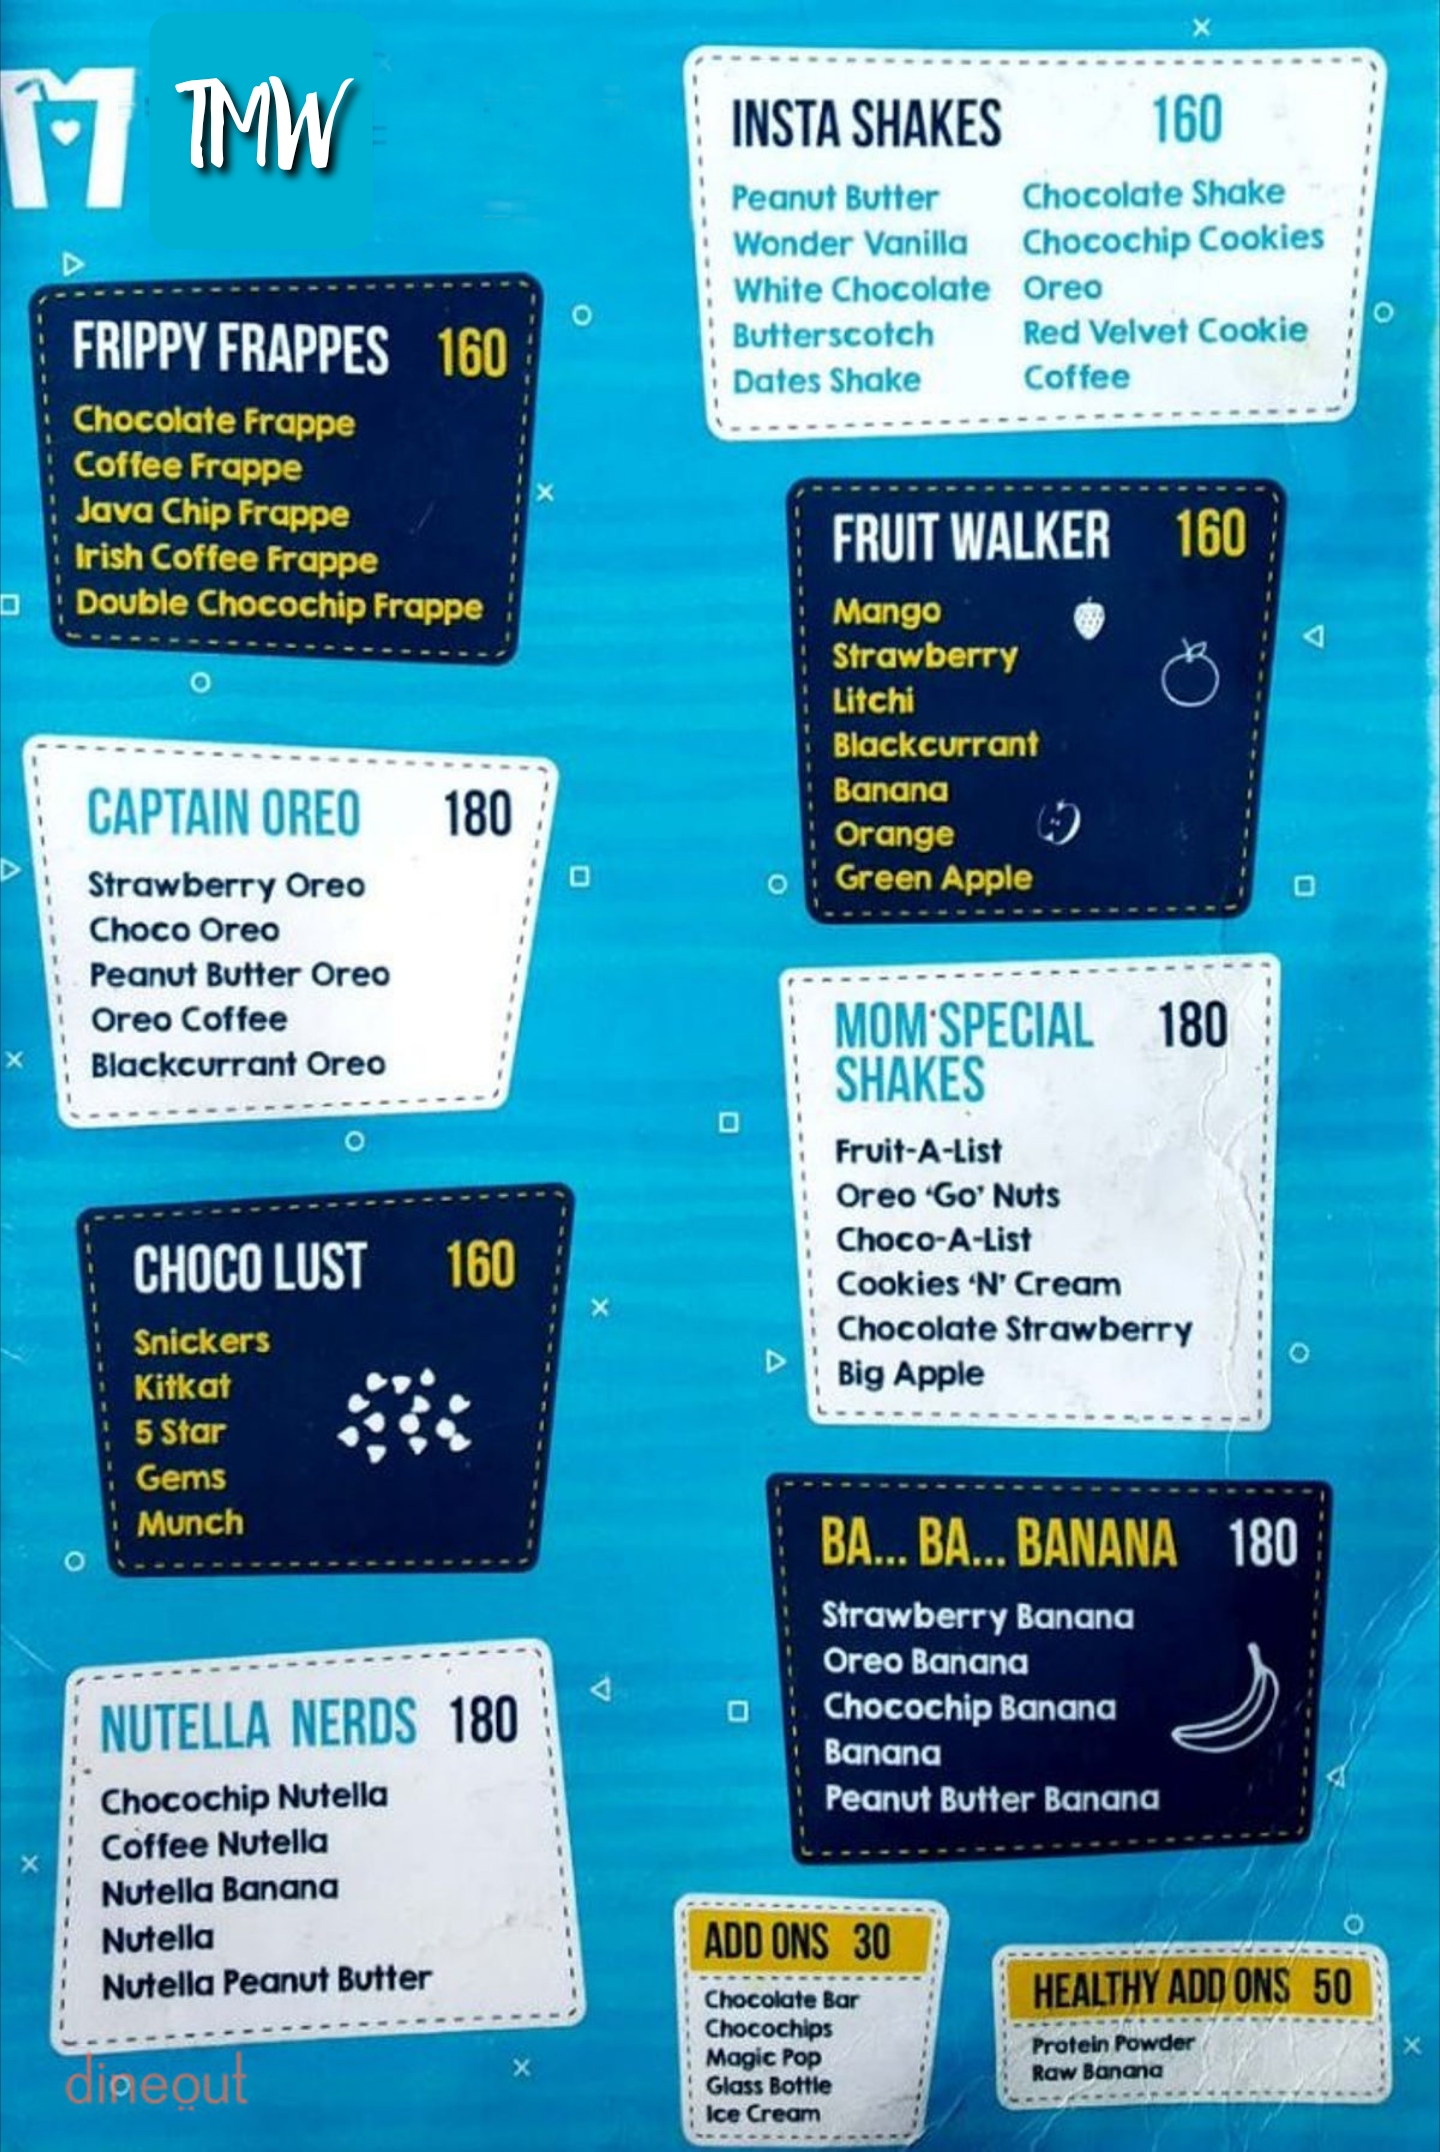 TMW
FRIPPY FRAPPES 160
Chocolate Frappe
Coffee Frappe
Java Chip Frappe
Irish Coffee Frappe
Double Chocochip Frappe
CAPTAIN OREO 180
Strawberry Oreo
Choco Oreo
Peanut Butter Oreo
Oreo Coffee
Blackcurrant Oreo
CHOCO LUST 160
Snickers
Kitkat
5 Star
Gems
Munch
NUTELLA NERDS 180
Chocochip Nutella
Coffee Nutella
Nutella Banana
Nutella
Nutella Peanut Butter
dineout
INSTA SHAKES 160
Peanut Butter
Wonder Vanilla
White Chocolate
Butterscotch
Dates Shake
Chocolate Shake
Chocochip Cookies
Oreo
Red Velvet Cookie
Coffee
FRUIT WALKER 160
Mango
Strawberry
Litchi
Blackcurrant
Banana
Orange
Green Apple
MOM SPECIAL 180
SHAKES
Fruit-A-List
Oreo ‘Go’ Nuts
Choco-A-List
Cookies ‘N’ Cream
Chocolate Strawberry
Big Apple
BA... BA... BANANA 180
Strawberry Banana
Oreo Banana
Chocochip Banana
Banana
Peanut Butter Banana
ADD ONS 30
Chocolate Bar
Chocochips
Magic Pop
Glass Bottle
Ice Cream
HEALTHY ADD ONS 50
Protein Powder
Raw Banana